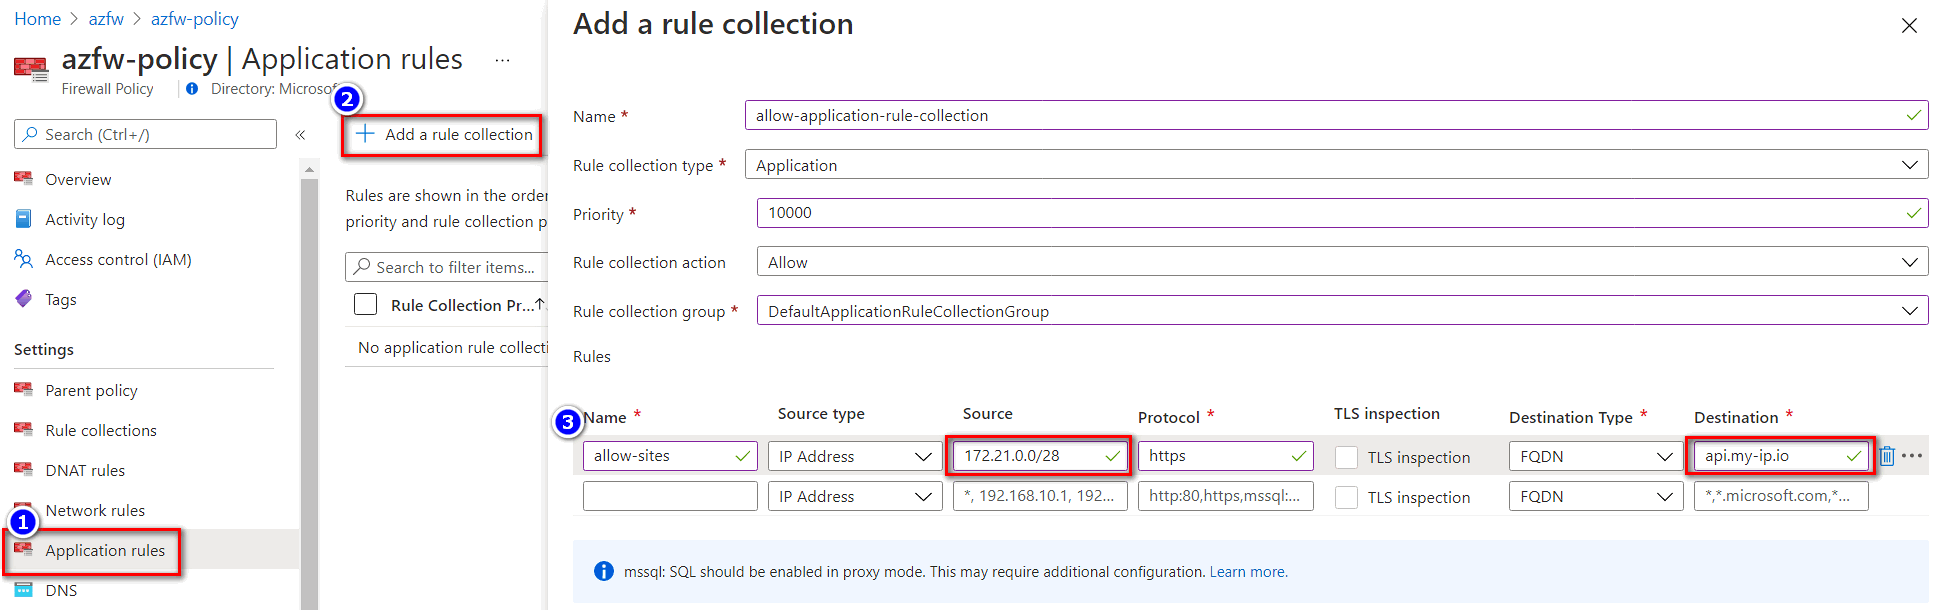 Home > azfw > azfw-policy
azfw-policy | Application rules ...
Firewall Policy
Directory: Microsof
2
Search (Ctrl+/)
«
+ Add a rule collection
Overview
Activity log
Access control (IAM)
Tags
Settings
Parent policy
Rule collections
DNAT rules
Network rules
1
Application rules
DNS
Rules are shown in the order
priority and rule collection p
Search to filter items...
Rule Collection Pr...↑
No application rule collecti
Add a rule collection
Name *
allow-application-rule-collection
Rule collection type *
Application
Priority *
10000
Rule collection action
Allow
Rule collection group *
DefaultApplicationRuleCollectionGroup
Rules
3
Name * Source type Source Protocol * TLS inspection Destination Type * Destination *
allow-sites IP Address 172.21.0.0/28 https TLS inspection FQDN api.my-ip.io ...
IP Address *, 192.168.10.1, 192... http:80,https,mssql:... TLS inspection FQDN *,*.microsoft.com,*...
mssql: SQL should be enabled in proxy mode. This may require additional configuration. Learn more.